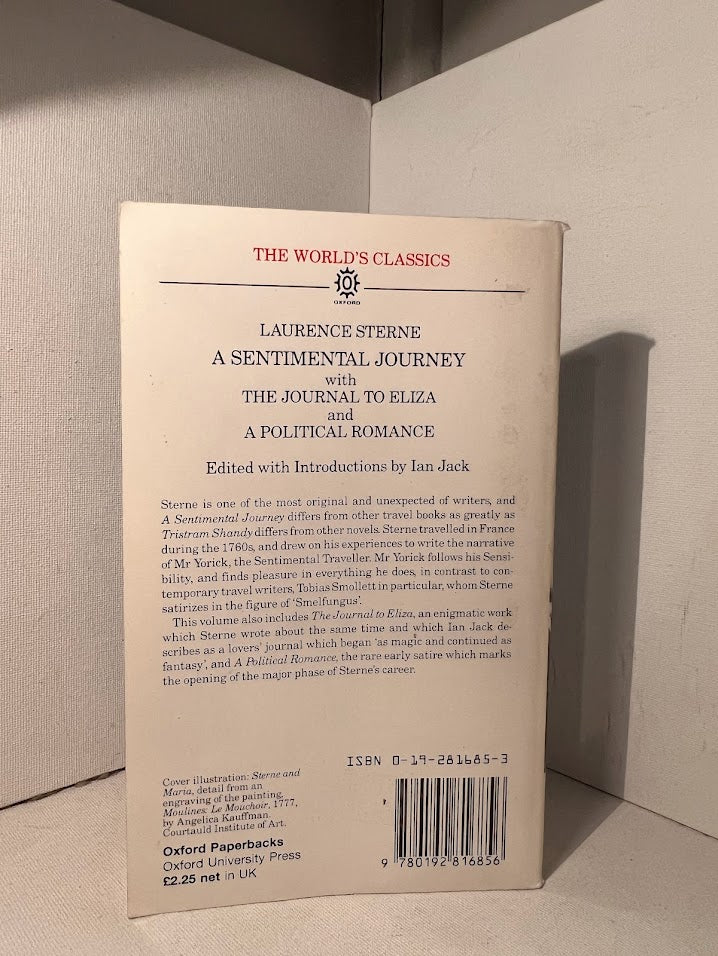 THE WORLD'S CLASSICS
OXFORD
LAURENCE STERNE
A SENTIMENTAL JOURNEY
with
THE JOURNAL TO ELIZA
and
A POLITICAL ROMANCE
Edited with Introductions by Ian Jack
Sterne is one of the most original and unexpected of writers, and
A Sentimental Journey differs from other travel books as greatly as
Tristram Shandy differs from other novels. Sterne travelled in France
during the 1760s, and drew on his experiences to write the narrative
of Mr Yorick, the Sentimental Traveller. Mr Yorick follows his Sensi-
bility, and finds pleasure in everything he does, in contrast to con-
temporary travel writers, Tobias Smollett in particular, whom Sterne
satirizes in the figure of 'Smelfungus'.
This volume also includes The Journal to Eliza, an enigmatic work
which Sterne wrote about the same time and which Ian Jack de-
scribes as a lovers' journal which began 'as magic and continued as
fantasy', and A Political Romance, the rare early satire which marks
the opening of the major phase of Sterne's career.
ISBN 0-19-281685-3
Cover illustration: Sterne and
Maria, detail from an
engraving of the painting,
Moulines: Le Mouchoir, 1777,
by Angelica Kauffman.
Courtauld Institute of Art.
Oxford Paperbacks
Oxford University Press
£2.25 net in UK
9 780192 816856